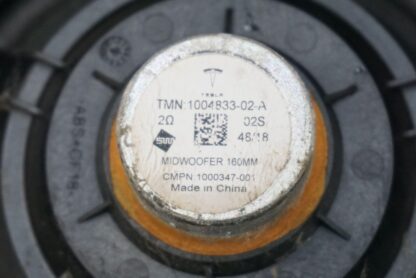 TESLA
TMN:1004833-02-A
2Ω 02S
46/18
MIDWOOFER 160MM
CMPN:1000347-001
Made in China